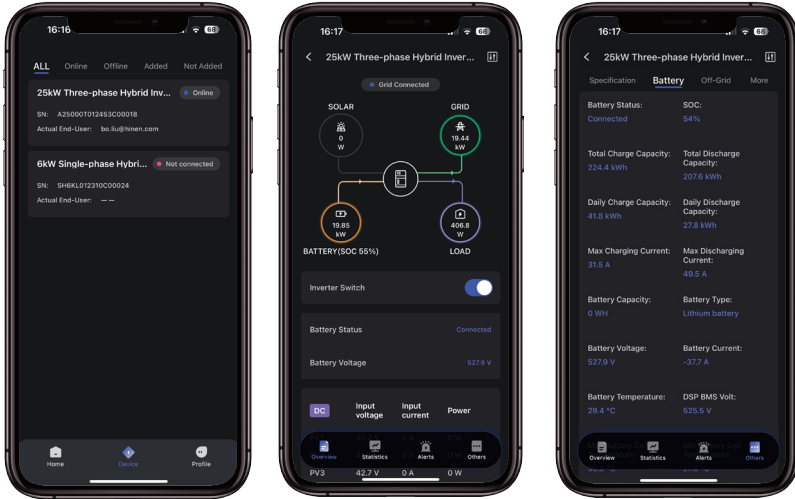 16:16
68
ALL Online Offline Added Not Added
25kW Three-phase Hybrid Inv... Online
SN: A25000T012453C00018
Actual End-User: bo.liu@hinen.com
6kW Single-phase Hybri... Not connected
SN: SH6KL012310C00024
Actual End-User: — —
Home Device Profile
16:17
68
25kW Three-phase Hybrid Inver...
Grid Connected
SOLAR GRID
0
W
19.44
kW
19.85
kW
406.8
W
BATTERY(SOC 55%) LOAD
Inverter Switch
Battery Status Connected
Battery Voltage 527.9 V
DC Input voltage Input current Power
Overview Statistics Alerts Others
PV3 42.7 V 0 A 0 W
16:17
68
25kW Three-phase Hybrid Inver...
Specification Battery Off-Grid More
Battery Status: SOC:
Connected 54%
Total Charge Capacity: Total Discharge Capacity:
224.4 kWh 207.6 kWh
Daily Charge Capacity: Daily Discharge Capacity:
41.8 kWh 27.8 kWh
Max Charging Current: Max Discharging Current:
31.5 A 49.5 A
Battery Capacity: Battery Type:
0 WH Lithium battery
Battery Voltage: Battery Current:
527.9 V -37.7 A
Battery Temperature: DSP BMS Volt:
29.4 °C 525.5 V
Overview Statistics Alerts Others